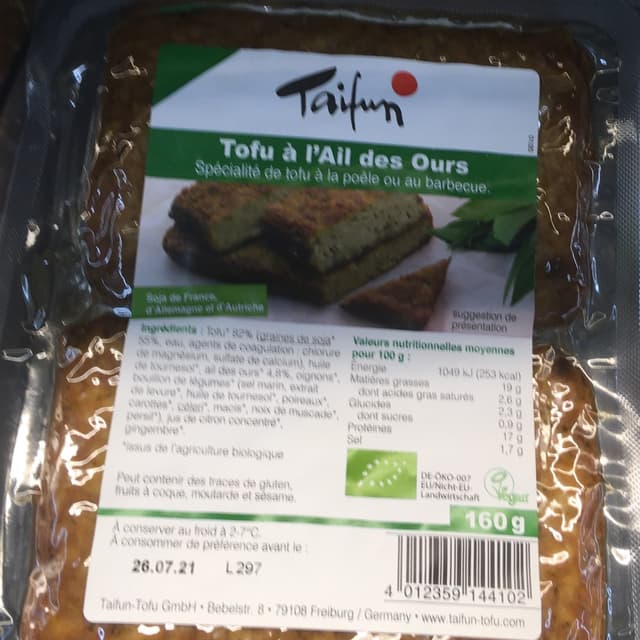 Taifun
Tofu à l'Ail des Ours
Spécialité de tofu à la poêle ou au barbecue.
Soja de France,
d'Allemagne et d'Autriche
suggestion de
présentation
Ingrédients : Tofu* 82% (graines de soja*
55%, eau, agents de coagulation : chlorure
de magnésium, sulfate de calcium), huile
de tournesol*, ail des ours* 4,8%, oignons*,
bouillon de légumes* (sel marin, extrait
de levure*, huile de tournesol*, poireaux*,
carottes*, céleri*, macis*, noix de muscade*,
persil*), jus de citron concentré*,
gingembre*.
*issus de l'agriculture biologique
Peut contenir des traces de gluten,
fruits à coque, moutarde et sésame.
Valeurs nutritionnelles moyennes
pour 100 g :
Énergie 1049 kJ (253 kcal)
Matières grasses 19 g
dont acides gras saturés 2,6 g
Glucides 2,3 g
dont sucres 0,9 g
Protéines 17 g
Sel 1,7 g
DE-ÖKO-007
EU/Nicht-EU-
Landwirtschaft
160 g
À conserver au froid à 2-7°C.
À consommer de préférence avant le :
26.07.21 L297
4 012359 144102
Taifun-Tofu GmbH • Bebelstr. 8 • 79108 Freiburg / Germany • www.taifun-tofu.com